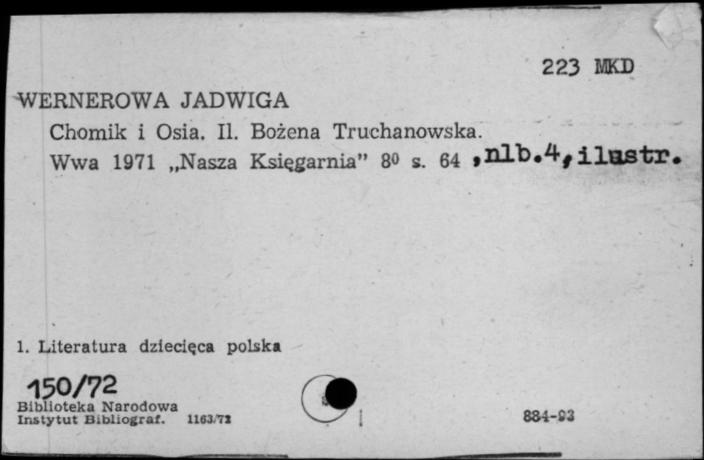 223 MKD
WERNEROWA JADWIGA
Chomik i Osia. Il. Bożena Truchanowska.
Wwa 1971 „Nasza Księgarnia” 8⁰ s. 64 ,nlb.4,ilustr.
1. Literatura dziecięca polska
150/72
Biblioteka Narodowa
Instytut Bibliograf. 1163/72
884-93